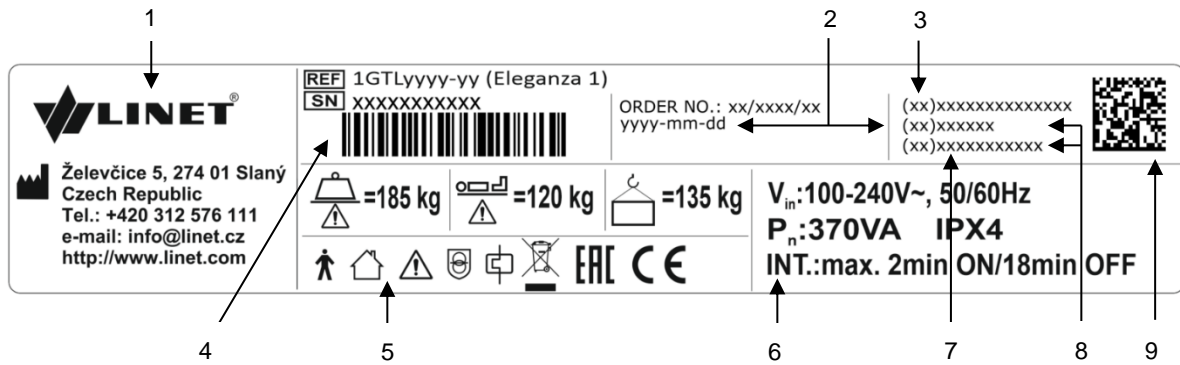 1
2
3
LINET®
Želevčice 5, 274 01 Slaný
Czech Republic
Tel.: +420 312 576 111
e-mail: info@linet.cz
http://www.linet.com
REF 1GTLyyyy-yy (Eleganza 1)
SN xxxxxxxxxxx
ORDER NO.: xx/xxxx/xx
yyyy-mm-dd
(xx)xxxxxxxxxxxxxx
(xx)xxxxxx
(xx)xxxxxxxxxxx
=185 kg
=120 kg
=135 kg
EAC CE
Vin:100-240V~, 50/60Hz
Pn:370VA IPX4
INT.:max. 2min ON/18min OFF
4
5
6
7
8
9